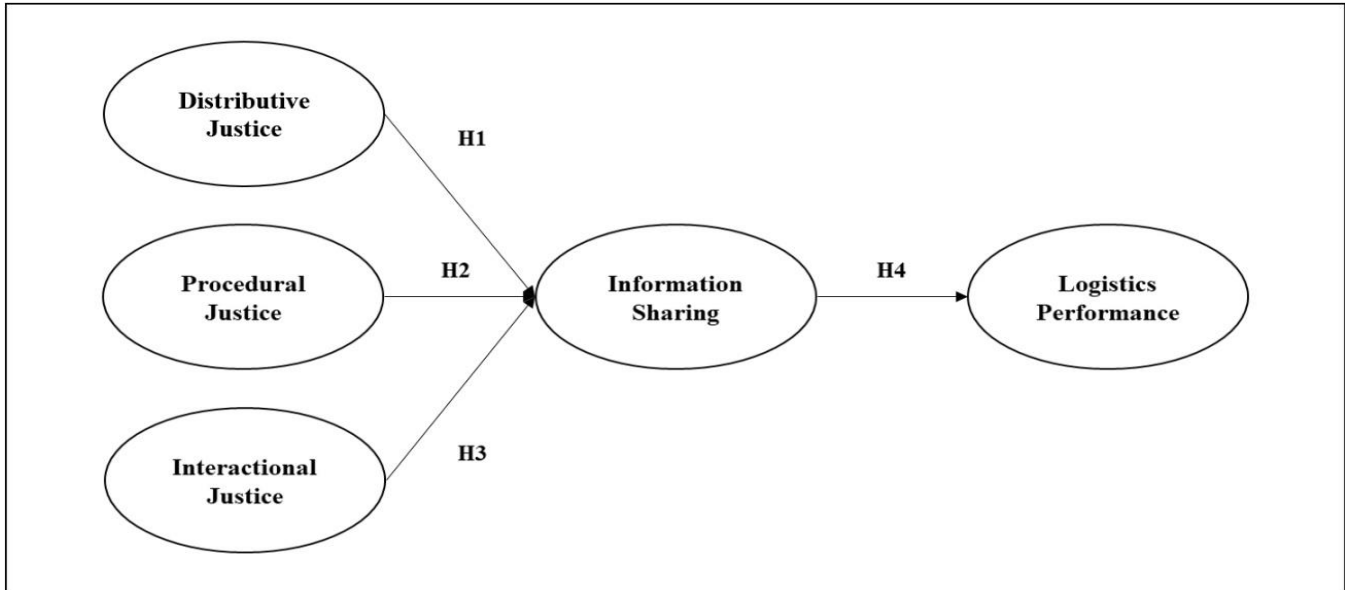 Distributive
Justice
H1
Procedural
Justice
H2
Information
Sharing
H4
Logistics
Performance
Interactional
Justice
H3